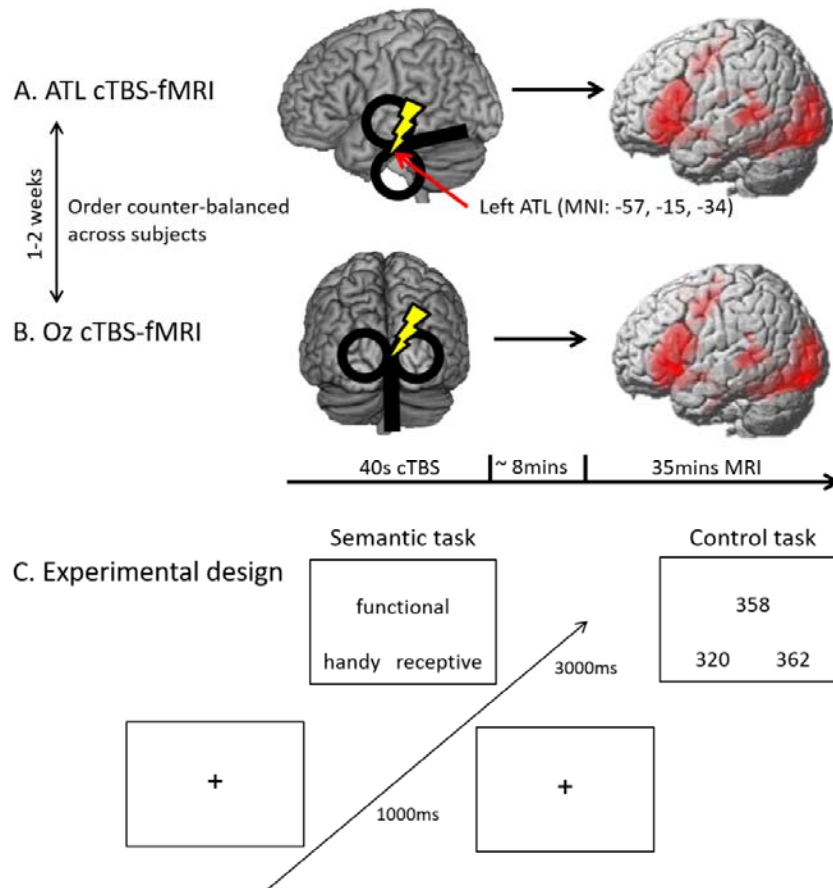 A. ATL cTBS-fMRI
1-2 weeks
Order counter-balanced
across subjects
Left ATL (MNI: -57, -15, -34)
B. Oz cTBS-fMRI
40s cTBS
~ 8mins
35mins MRI
C. Experimental design
Semantic task
functional
handy receptive
Control task
358
320 362
3000ms
+
+
1000ms